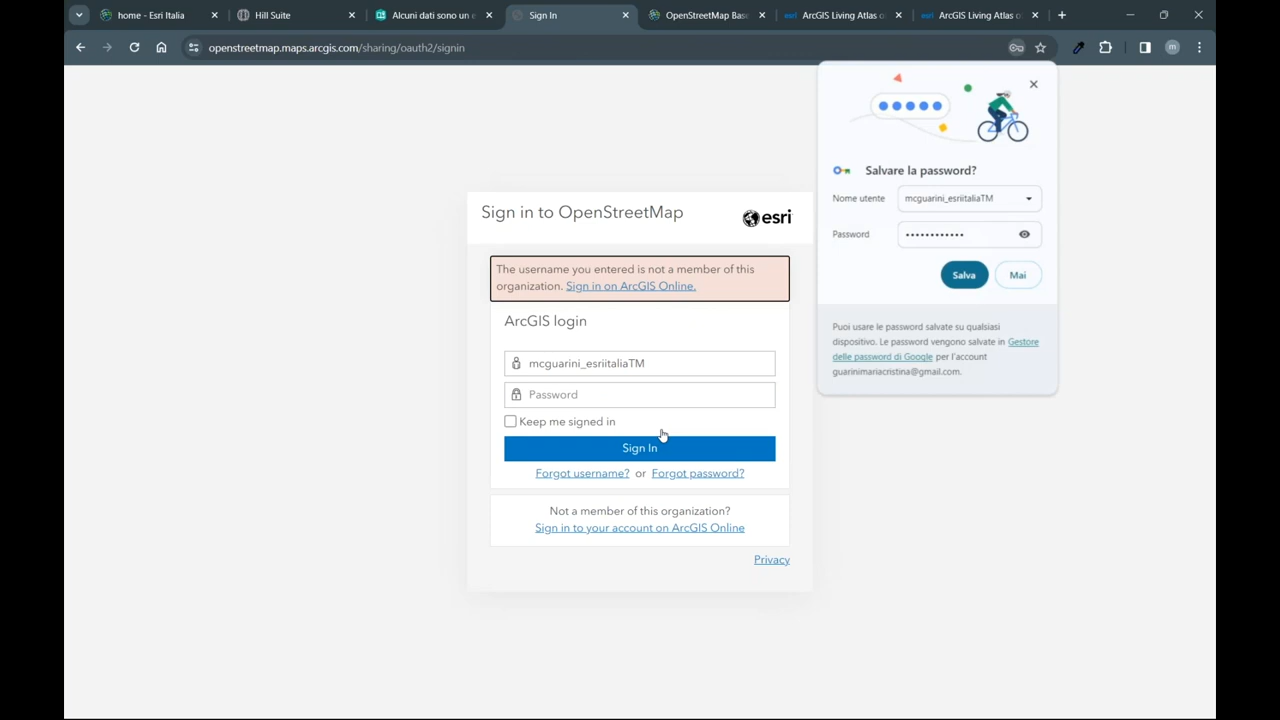 home - Esri Italia
Hill Suite
Alcuni dati sono un e
Sign In
OpenStreetMap Base
ArcGIS Living Atlas o
ArcGIS Living Atlas o
openstreetmap.maps.arcgis.com/sharing/oauth2/signin
m
Salvare la password?
Nome utente
mcguarini_esriitaliaTM
Password
••••••••••••
Salva
Mai
Puoi usare le password salvate su qualsiasi
dispositivo. Le password vengono salvate in Gestore
delle password di Google per l'account
guarinimariacristina@gmail.com.
Sign in to OpenStreetMap
esri
The username you entered is not a member of this
organization. Sign in on ArcGIS Online.
ArcGIS login
mcguarini_esriitaliaTM
Password
Keep me signed in
Sign In
Forgot username? or Forgot password?
Not a member of this organization?
Sign in to your account on ArcGIS Online
Privacy